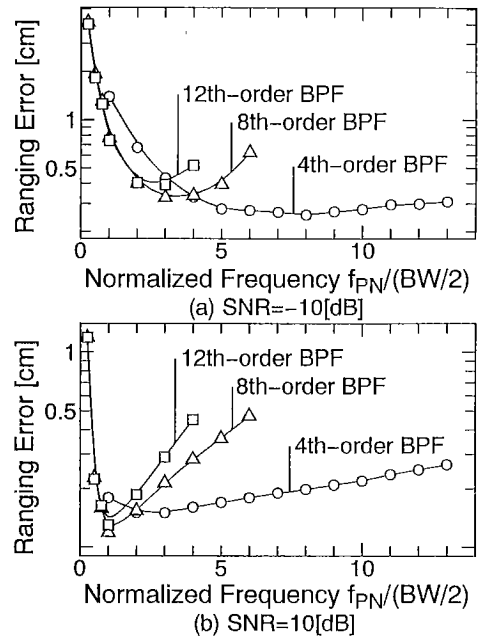 Ranging Error [cm]
1
0.5
12th-order BPF
8th-order BPF
4th-order BPF
0 5 10
Normalized Frequency fPN/(BW/2)
(a) SNR=-10[dB]
Ranging Error [cm]
1
0.5
12th-order BPF
8th-order BPF
4th-order BPF
0 5 10
Normalized Frequency fPN/(BW/2)
(b) SNR=10[dB]